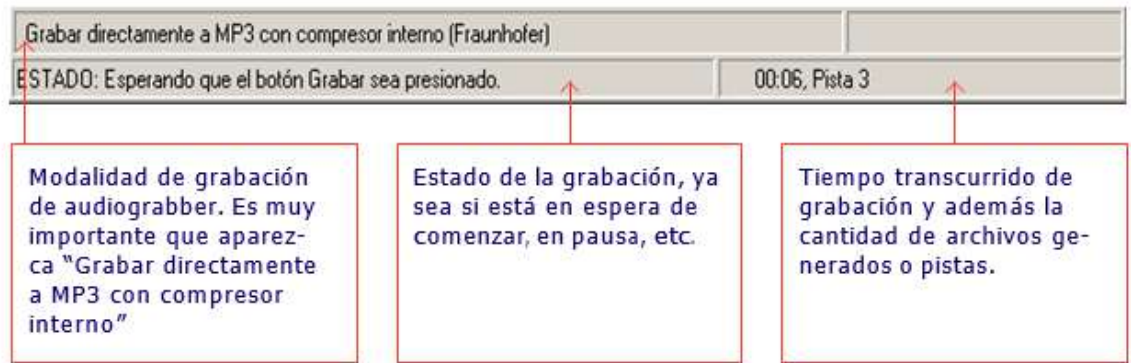 Grabar directamente a MP3 con compresor interno (Fraunhofer)
ESTADO: Esperando que el botón Grabar sea presionado.
00:06, Pista 3
Modalidad de grabación
de audiograbber. Es muy
importante que aparez-
ca “Grabar directamente
a MP3 con compresor
interno”
Estado de la grabación, ya
sea si está en espera de
comenzar, en pausa, etc.
Tiempo transcurrido de
grabación y además la
cantidad de archivos ge-
nerados o pistas.